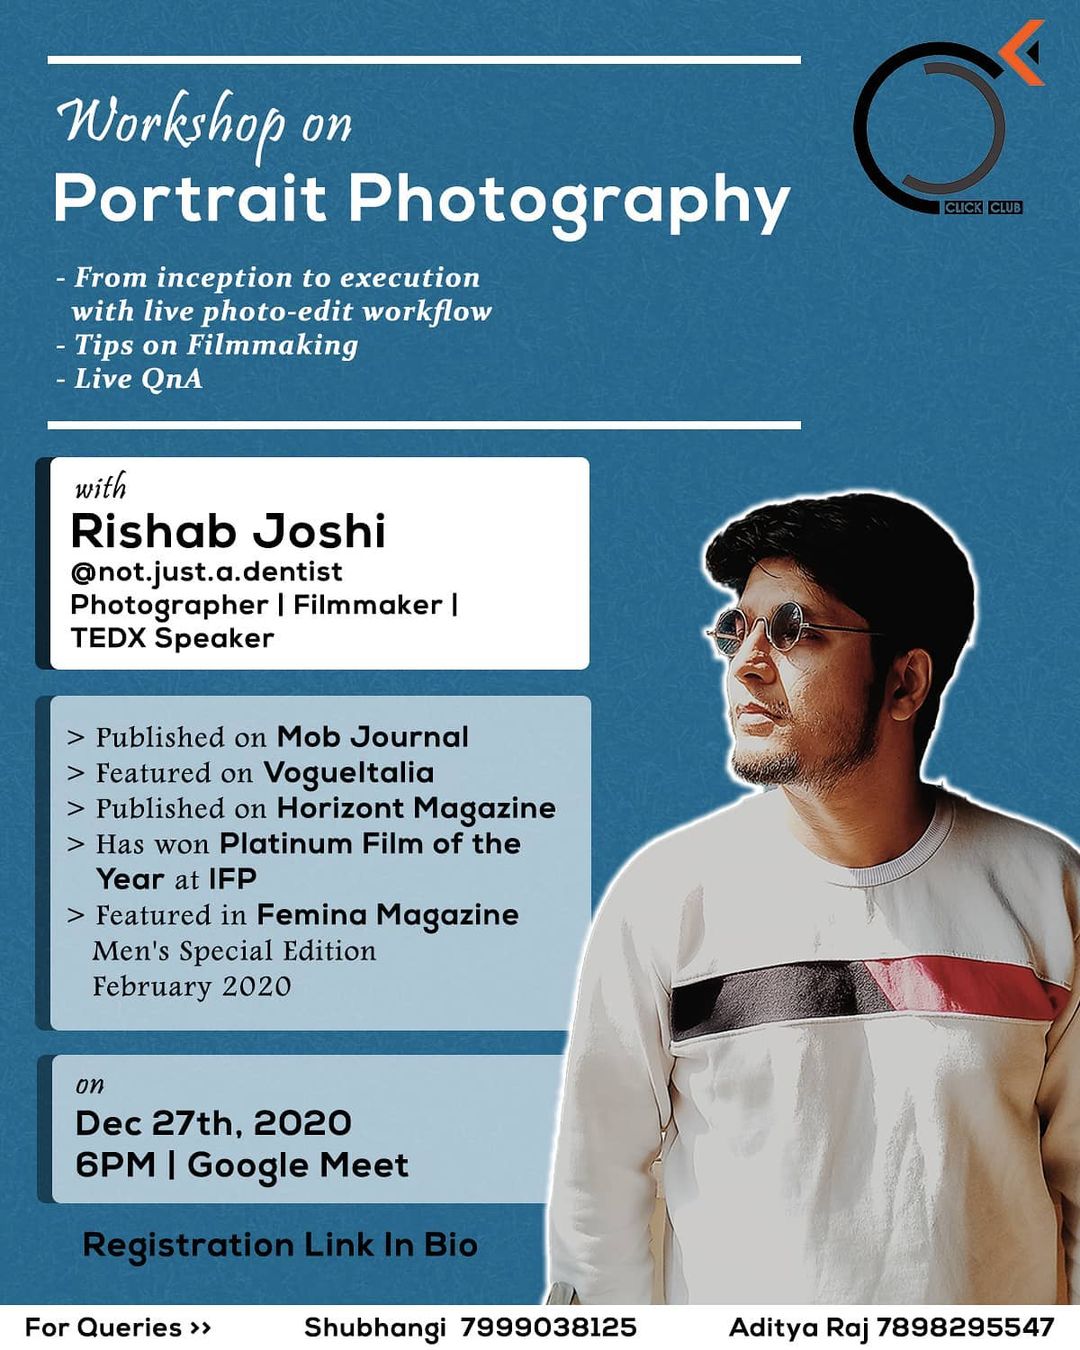 Workshop on
Portrait Photography
CLICK CLUB
- From inception to execution
with live photo-edit workflow
- Tips on Filmmaking
- Live QnA
with
Rishab Joshi
@not.just.a.dentist
Photographer | Filmmaker |
TEDX Speaker
> Published on Mob Journal
> Featured on VogueItalia
> Published on Horizont Magazine
> Has won Platinum Film of the
Year at IFP
> Featured in Femina Magazine
Men's Special Edition
February 2020
on
Dec 27th, 2020
6PM | Google Meet
Registration Link In Bio
For Queries >> Shubhangi 7999038125 Aditya Raj 7898295547